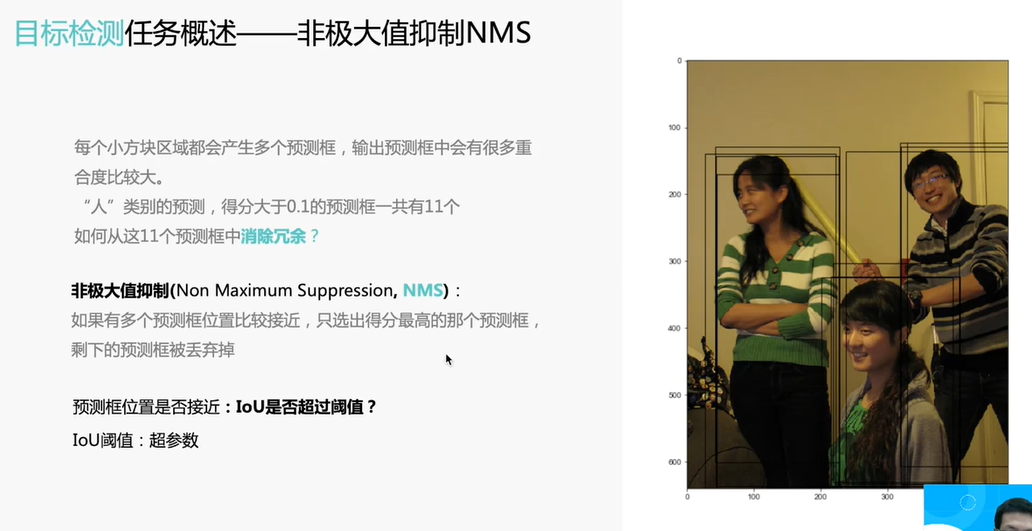 目标检测任务概述——非极大值抑制NMS
每个小方块区域都会产生多个预测框，输出预测框中会有很多重
合度比较大。
“人”类别的预测，得分大于0.1的预测框一共有11个
如何从这11个预测框中消除冗余？
非极大值抑制(Non Maximum Suppression, NMS)：
如果有多个预测框位置比较接近，只选出得分最高的那个预测框，
剩下的预测框被丢弃掉
预测框位置是否接近：IoU是否超过阈值？
IoU阈值：超参数
0
100
200
300
400
500
600
0
100
200
300